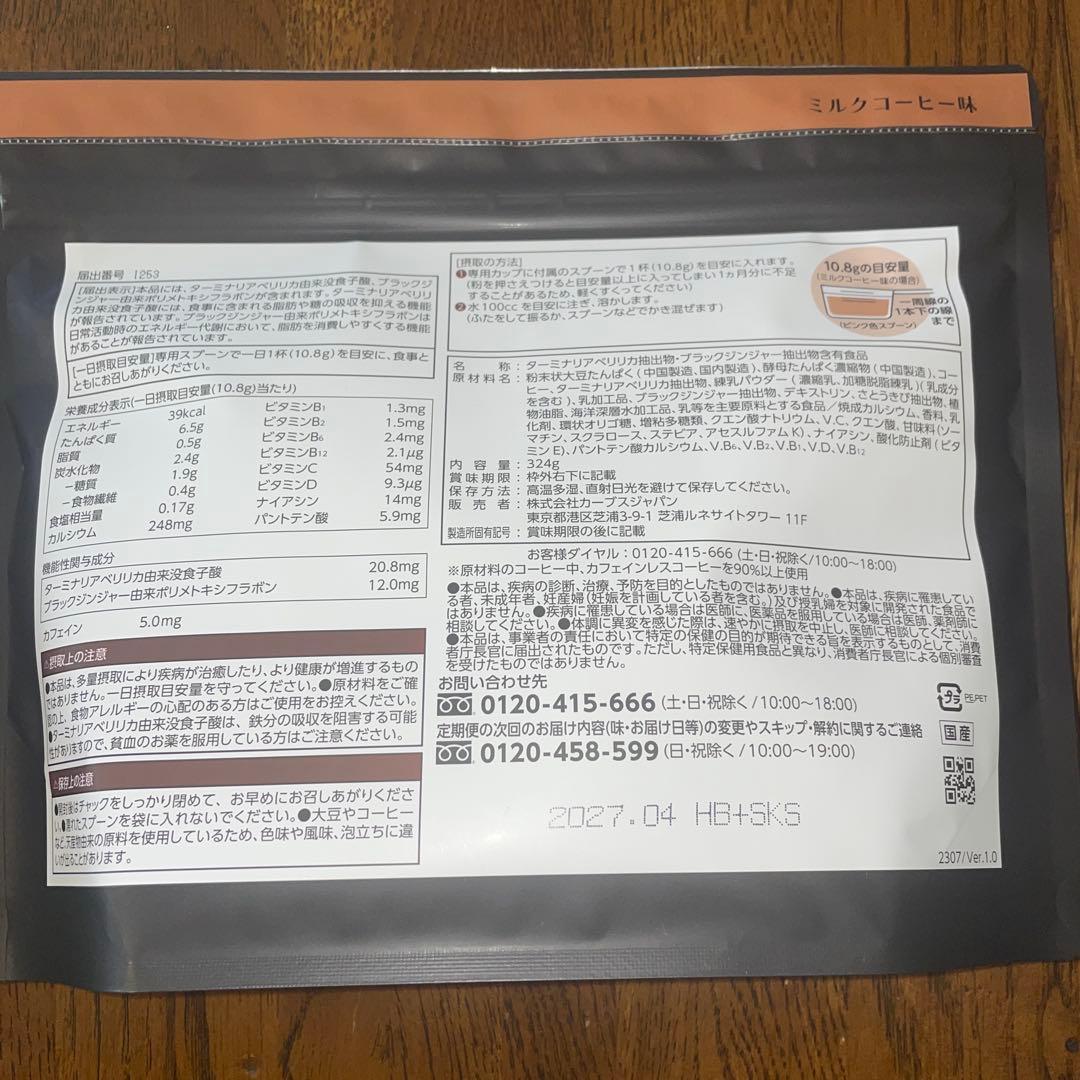 ミルクコーヒー味
届出番号 I253
[届出表示]本品には、ターミナリアベリリカ由来没食子酸、ブラックジ
ンジャー由来ポリメトキシフラボンが含まれます。ターミナリアベリリ
カ由来没食子酸には、食事に含まれる脂肪や糖の吸収を抑える機能
が報告されています。ブラックジンジャー由来ポリメトキシフラボンは
日常活動時のエネルギー代謝において、脂肪を消費しやすくする機能
があることが報告されています。
[一日摂取目安量]専用スプーンで一日1杯(10.8g)を目安に、食事と
ともにお召しあがりください。
栄養成分表示(一日摂取目安量(10.8g)当たり)
エネルギー 39kcal
たんぱく質 6.5g
脂質 0.5g
炭水化物 2.4g
−糖質 1.9g
−食物繊維 0.4g
食塩相当量 0.17g
カルシウム 248mg
ビタミンB1 1.3mg
ビタミンB2 1.5mg
ビタミンB6 2.4mg
ビタミンB12 2.1μg
ビタミンC 54mg
ビタミンD 9.3μg
ナイアシン 14mg
パントテン酸 5.9mg
機能性関与成分
ターミナリアベリリカ由来没食子酸 20.8mg
ブラックジンジャー由来ポリメトキシフラボン 12.0mg
カフェイン 5.0mg
⚠摂取上の注意
●本品は、多量摂取により疾病が治癒したり、より健康が増進するもの
ではありません。一日摂取目安量を守ってください。●原材料をご確
認の上、食物アレルギーの心配のある方はご使用をお控えください。
●ターミナリアベリリカ由来没食子酸は、鉄分の吸収を阻害する可能
性がありますので、貧血のお薬を服用している方はご注意ください。
⚠保存上の注意
●開封後はチャックをしっかり閉めて、お早めにお召しあがりくださ
い。●濡れたスプーンを袋に入れないでください。●大豆やコーヒー
など、天産物由来の原料を使用しているため、色味や風味、泡立ちに違
いが出ることがあります。
[摂取の方法]
❶専用カップに付属のスプーンで1杯(10.8g)を目安に入れます。
(粉を押さえつけると目安量以上に入ってしまい1ヵ月分に不足
することがあるため、軽くすくってください)
❷水100ccを目安に注ぎ、溶かします。
(ふたをして振るか、スプーンなどでかき混ぜます)
10.8gの目安量
(ミルクコーヒー味の場合)
一周線の
1本下の線
まで
(ピンク色スプーン)
名称：ターミナリアベリリカ抽出物・ブラックジンジャー抽出物含有食品
原材料名：粉末状大豆たんぱく(中国製造、国内製造)、酵母たんぱく濃縮物(中国製造)、コー
ヒー、ターミナリアベリリカ抽出物、練乳パウダー(濃縮乳、加糖脱脂練乳)(乳成分
を含む)、乳加工品、ブラックジンジャー抽出物、デキストリン、さとうきび抽出物、植
物油脂、海洋深層水加工品、乳等を主要原料とする食品／焼成カルシウム、香料、乳
化剤、環状オリゴ糖、増粘多糖類、クエン酸ナトリウム、V.C、クエン酸、甘味料(ソー
マチン、スクラロース、ステビア、アセスルファムK)、ナイアシン、酸化防止剤(ビタ
ミンE)、パントテン酸カルシウム、V.B6、V.B2、V.B1、V.D、V.B12
内容量：324g
賞味期限：枠外右下に記載
保存方法：高温多湿、直射日光を避けて保存してください。
販売者：株式会社カーブスジャパン
東京都港区芝浦3-9-1 芝浦ルネサイトタワー 11F
製造所固有記号：賞味期限の後に記載
お客様ダイヤル：0120-415-666 (土・日・祝除く/10:00〜18:00)
※原材料のコーヒー中、カフェインレスコーヒーを90％以上使用
●本品は、疾病の診断、治療、予防を目的としたものではありません。●本品は、疾病に罹患してい
る者、未成年者、妊産婦(妊娠を計画している者を含む。)及び授乳婦を対象に開発された食品で
はありません。●疾病に罹患している場合は医師に、医薬品を服用している場合は医師、薬剤師に
相談してください。●体調に異変を感じた際は、速やかに摂取を中止し、医師に相談してください。
●本品は、事業者の責任において特定の保健の目的が期待できる旨を表示するものとして、消費
者庁長官に届出されたものです。ただし、特定保健用食品と異なり、消費者庁長官による個別審査
を受けたものではありません。
お問い合わせ先
0120-415-666 (土・日・祝除く/10:00〜18:00)
定期便の次回のお届け内容(味・お届け日等)の変更やスキップ・解約に関するご連絡
0120-458-599 (日・祝除く/10:00〜19:00)
プラ PE,PET
国産
2027.04 HB+SKS
2307/Ver.1.0